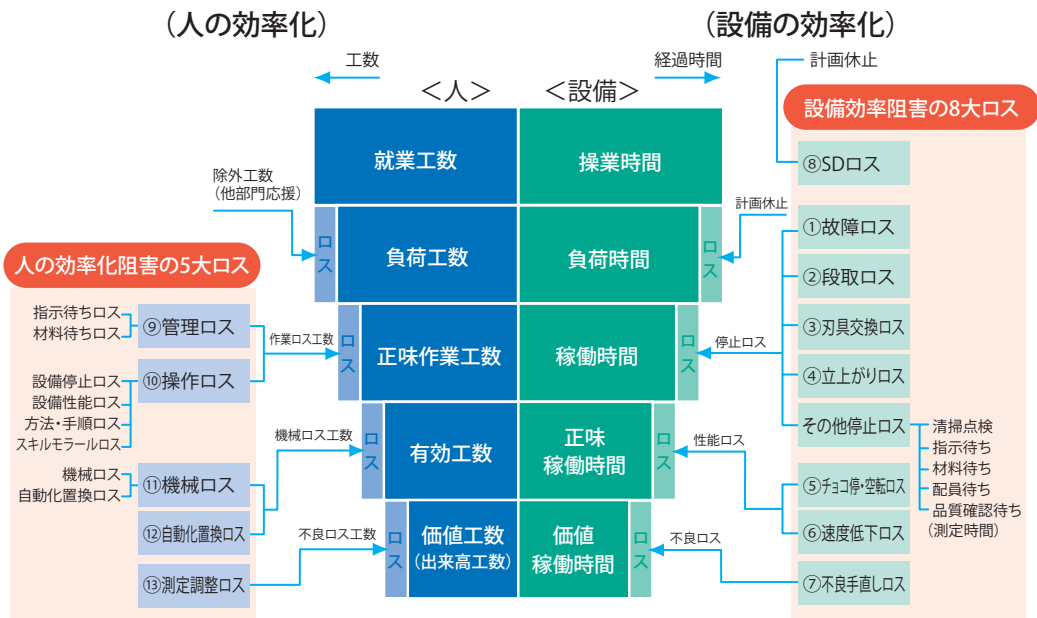 (人の効率化)
(設備の効率化)
工数
経過時間
計画休止
<人>
<設備>
設備効率阻害の8大ロス
就業工数
操業時間
⑧SDロス
除外工数
(他部門応援)
計画休止
ロス
負荷工数
負荷時間
ロス
①故障ロス
②段取ロス
③刃具交換ロス
④立上がりロス
その他停止ロス
清掃点検
指示待ち
材料待ち
配員待ち
品質確認待ち
(測定時間)
人の効率化阻害の5大ロス
指示待ちロス
材料待ちロス
⑨管理ロス
作業ロス工数
ロス
正味作業工数
稼働時間
ロス
停止ロス
設備停止ロス
設備性能ロス
方法・手順ロス
スキルモラールロス
⑩操作ロス
機械ロス工数
ロス
有効工数
正味
稼働時間
ロス
性能ロス
⑤チョコ停・空転ロス
⑥速度低下ロス
機械ロス
自動化置換ロス
⑪機械ロス
⑫自動化置換ロス
不良ロス工数
ロス
価値工数
(出来高工数)
価値
稼働時間
ロス
不良ロス
⑦不良手直しロス
⑬測定調整ロス